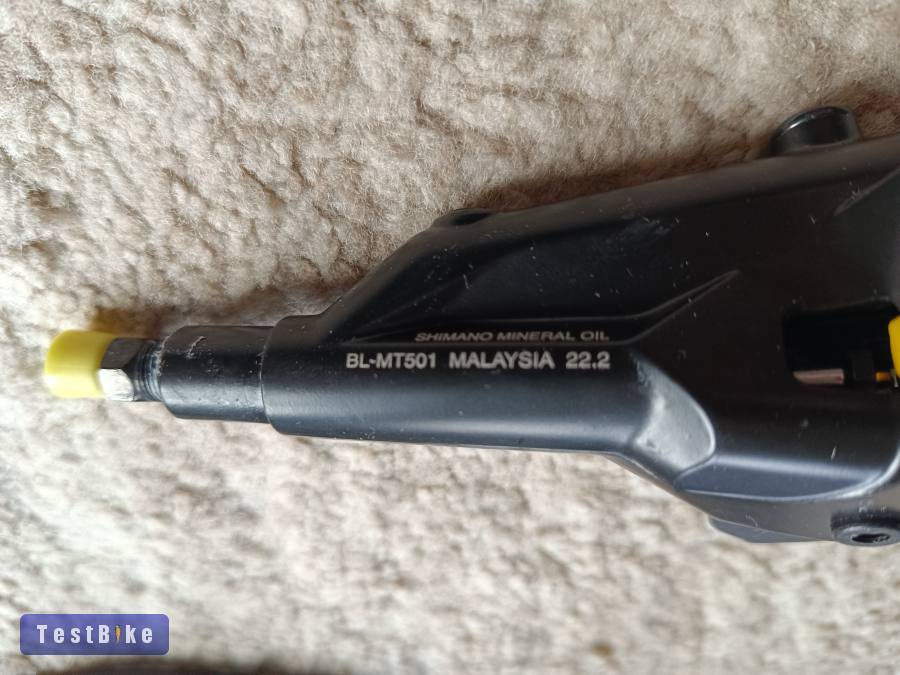 SHIMANO MINERAL OIL
BL-MT501 MALAYSIA 22.2
TestBike